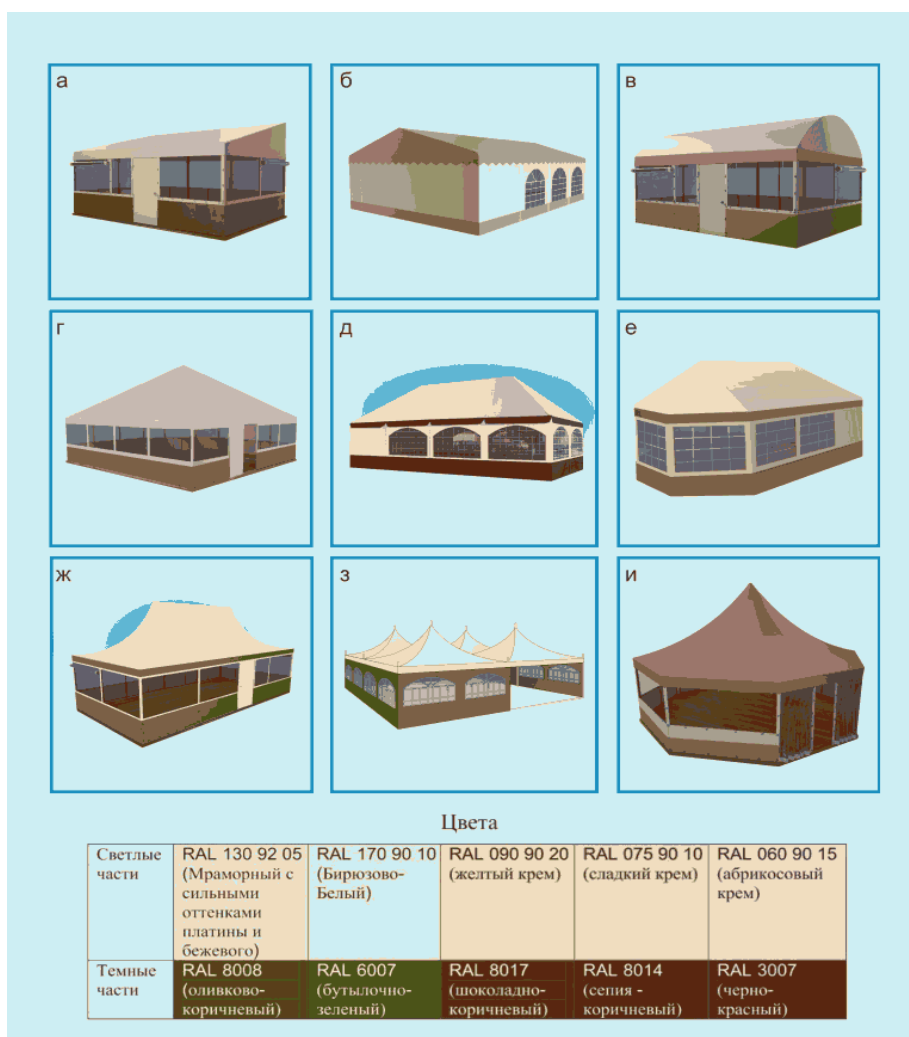 а
б
в
г
д
е
ж
з
и
Цвета
Светлые части
RAL 130 92 05
(Мраморный с
сильными
оттенками
платины и
бежевого)
RAL 170 90 10
(Бирюзово-
Белый)
RAL 090 90 20
(желтый крем)
RAL 075 90 10
(сладкий крем)
RAL 060 90 15
(абрикосовый
крем)
Темные
части
RAL 8008
(оливково-
коричневый)
RAL 6007
(бутылочно-
зеленый)
RAL 8017
(шоколадно-
коричневый)
RAL 8014
(сепия -
коричневый)
RAL 3007
(черно-
красный)